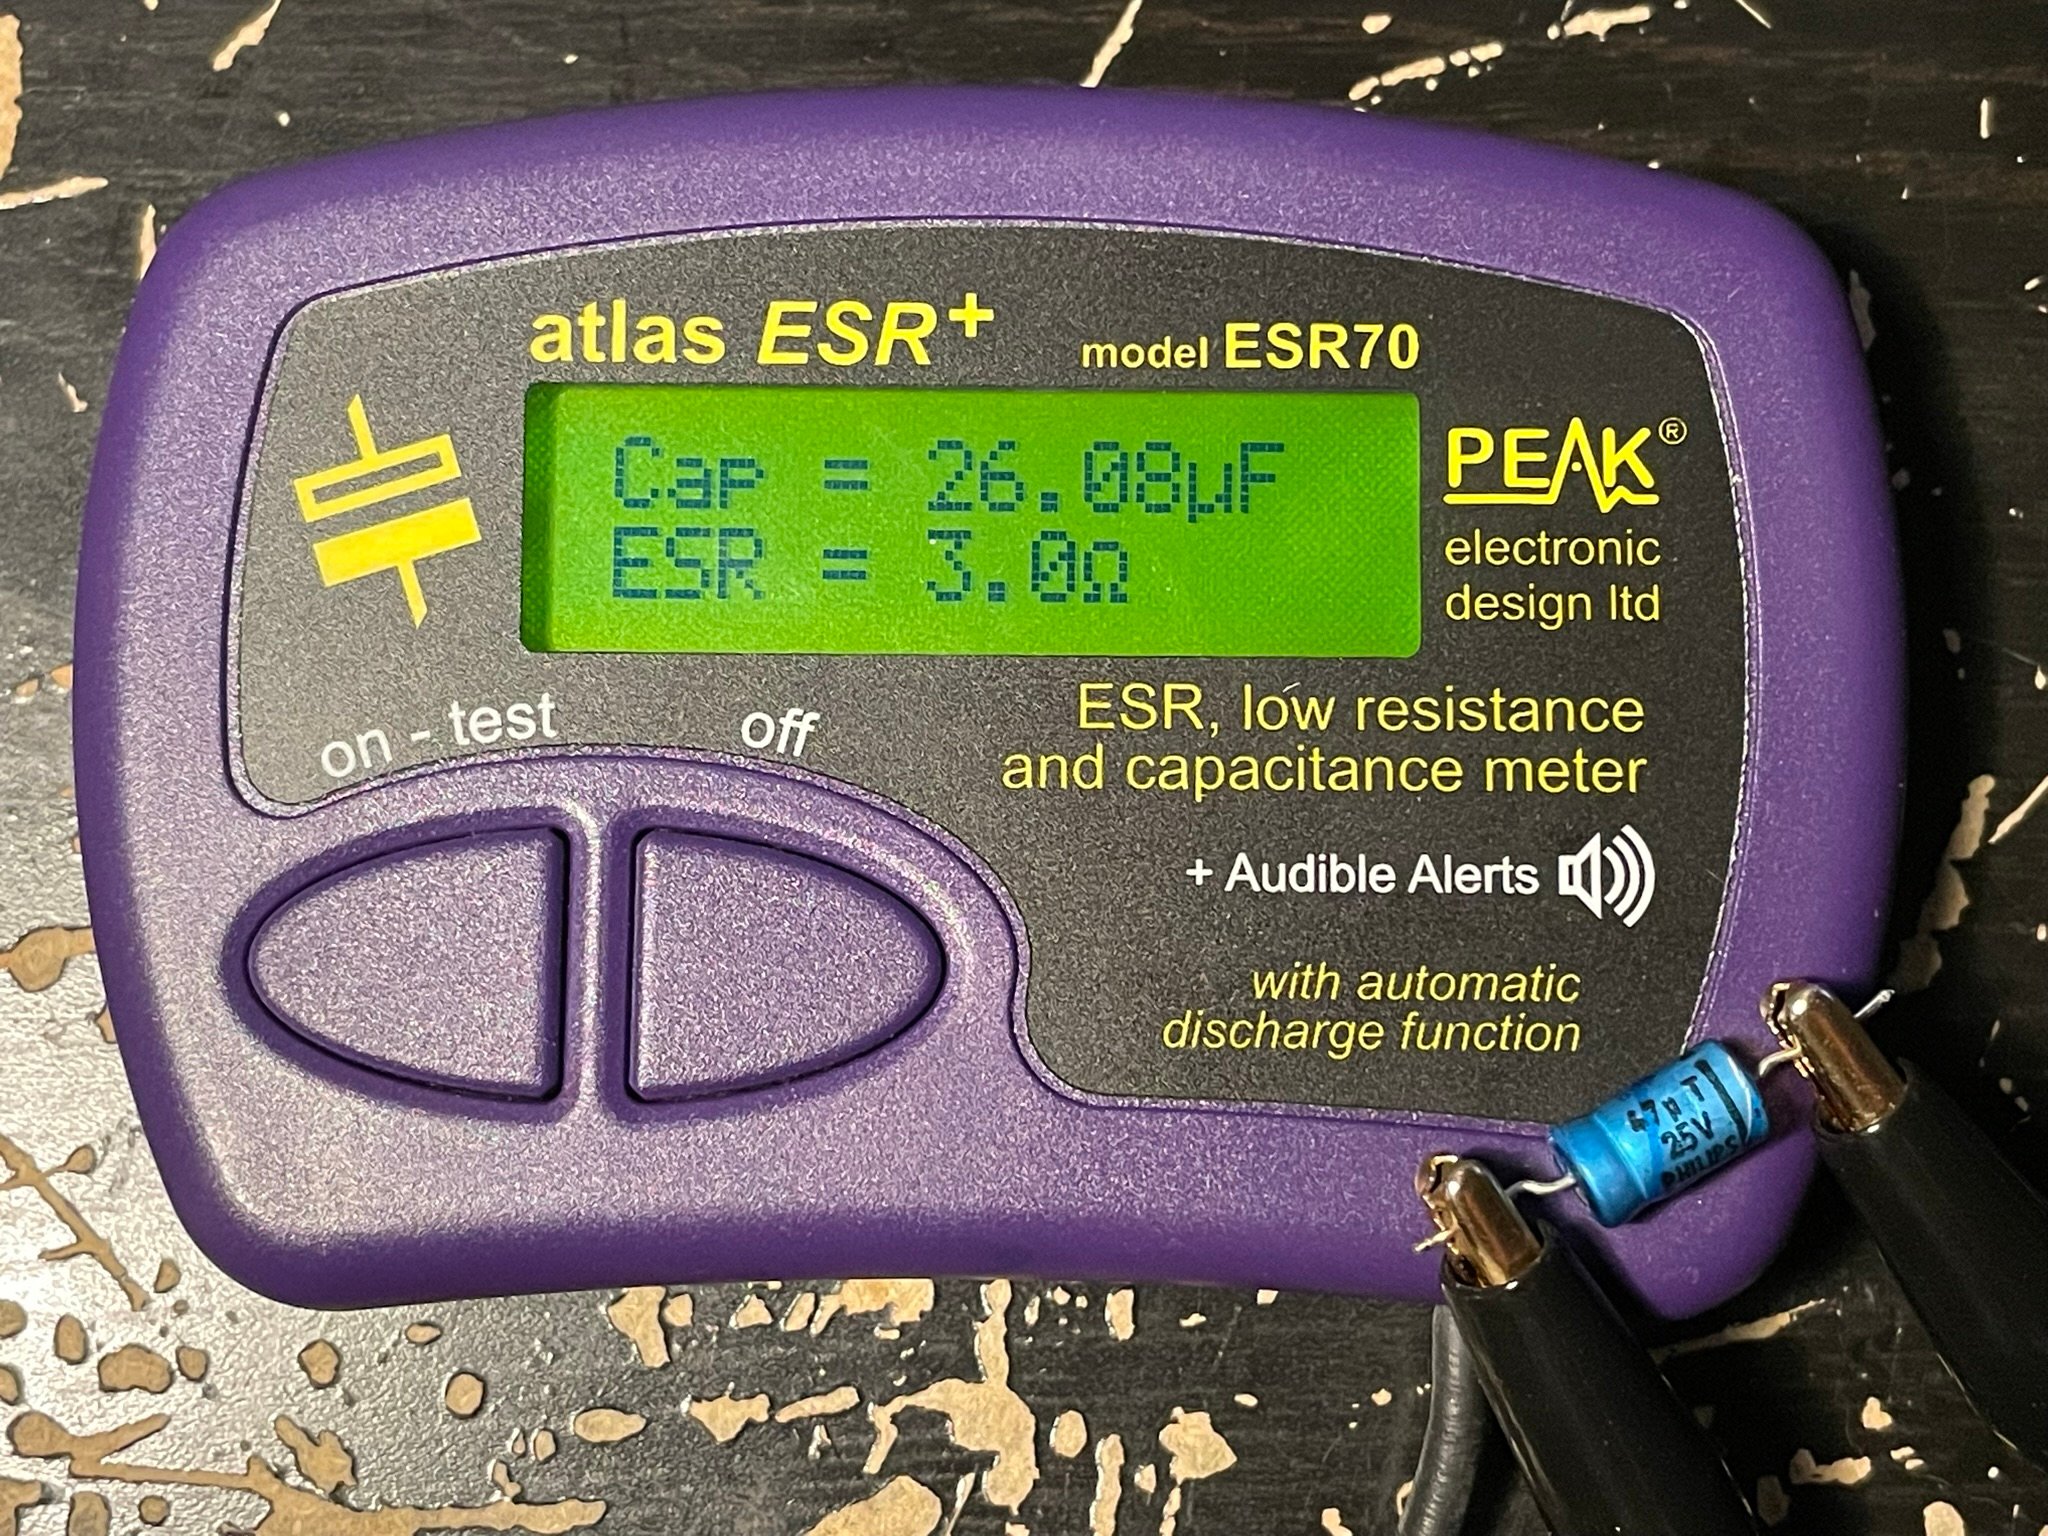 atlas ESR+ model ESR70
Cap = 26.08µF
ESR = 3.0Ω
PEAK®
electronic
design ltd
on - test
off
ESR, low resistance
and capacitance meter
+ Audible Alerts
with automatic
discharge function
47µ T
25V
PHILIPS